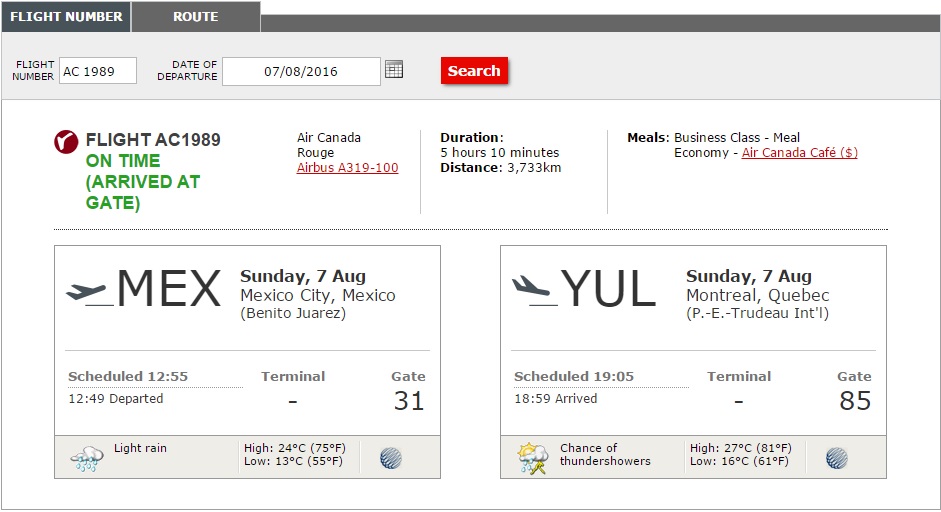 FLIGHT NUMBER
ROUTE
FLIGHT NUMBER
AC 1989
DATE OF DEPARTURE
07/08/2016
Search
FLIGHT AC1989
ON TIME
(ARRIVED AT
GATE)
Air Canada
Rouge
Airbus A319-100
Duration:
5 hours 10 minutes
Distance: 3,733km
Meals: Business Class - Meal
Economy - Air Canada Café ($)
MEX
Sunday, 7 Aug
Mexico City, Mexico
(Benito Juarez)
Scheduled 12:55
12:49 Departed
Terminal
-
Gate
31
Light rain
High: 24°C (75°F)
Low: 13°C (55°F)
YUL
Sunday, 7 Aug
Montreal, Quebec
(P.-E.-Trudeau Int'l)
Scheduled 19:05
18:59 Arrived
Terminal
-
Gate
85
Chance of
thundershowers
High: 27°C (81°F)
Low: 16°C (61°F)